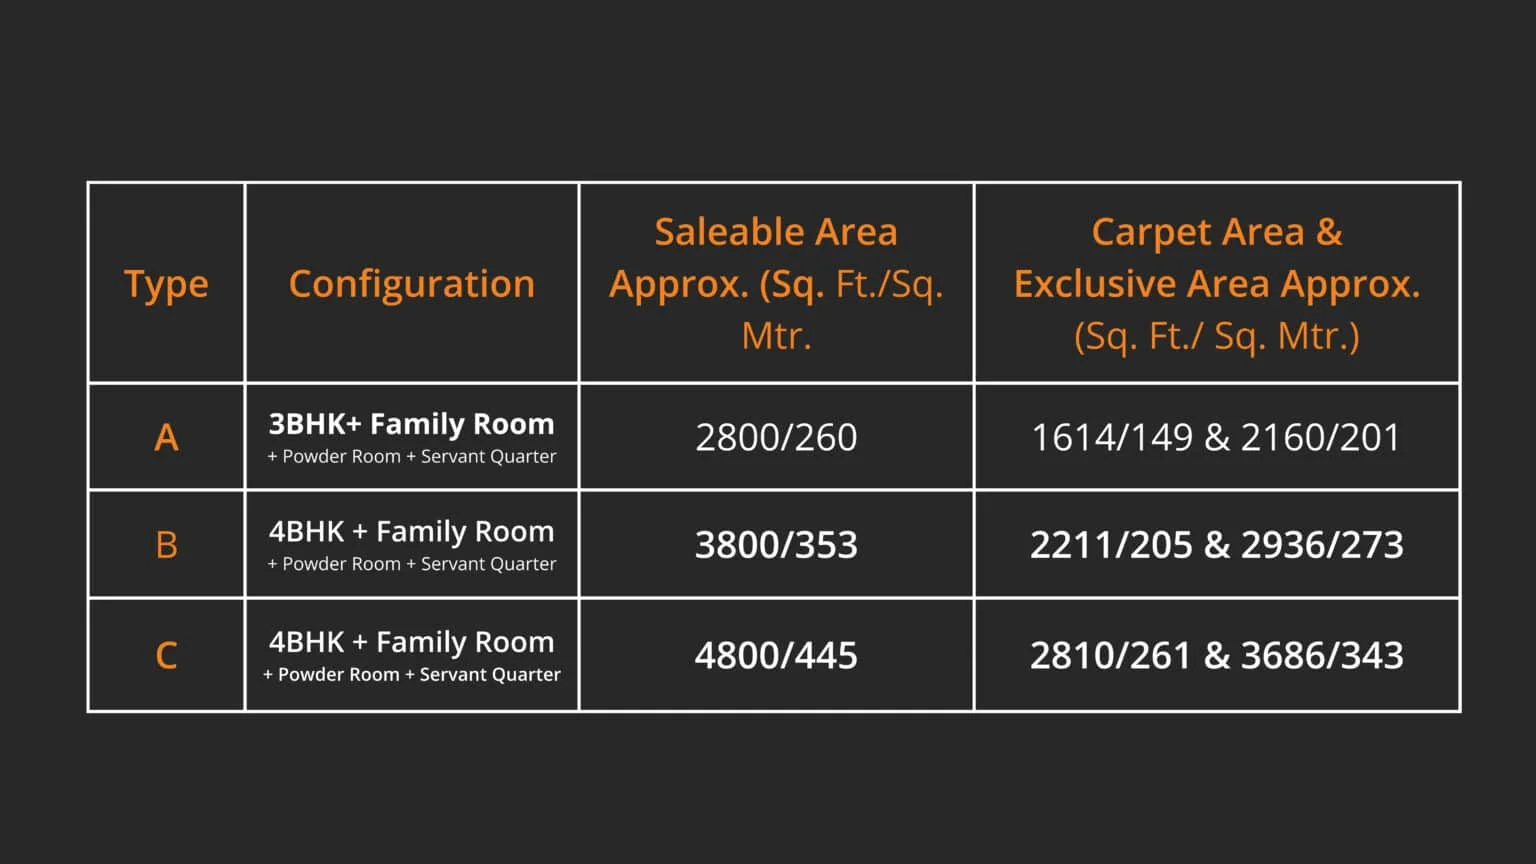 Type
Configuration
Saleable Area
Approx. (Sq. Ft./Sq.
Mtr.
Carpet Area &
Exclusive Area Approx.
(Sq. Ft./ Sq. Mtr.)
A
3BHK+ Family Room
+ Powder Room + Servant Quarter
2800/260
1614/149 & 2160/201
B
4BHK + Family Room
+ Powder Room + Servant Quarter
3800/353
2211/205 & 2936/273
C
4BHK + Family Room
+ Powder Room + Servant Quarter
4800/445
2810/261 & 3686/343